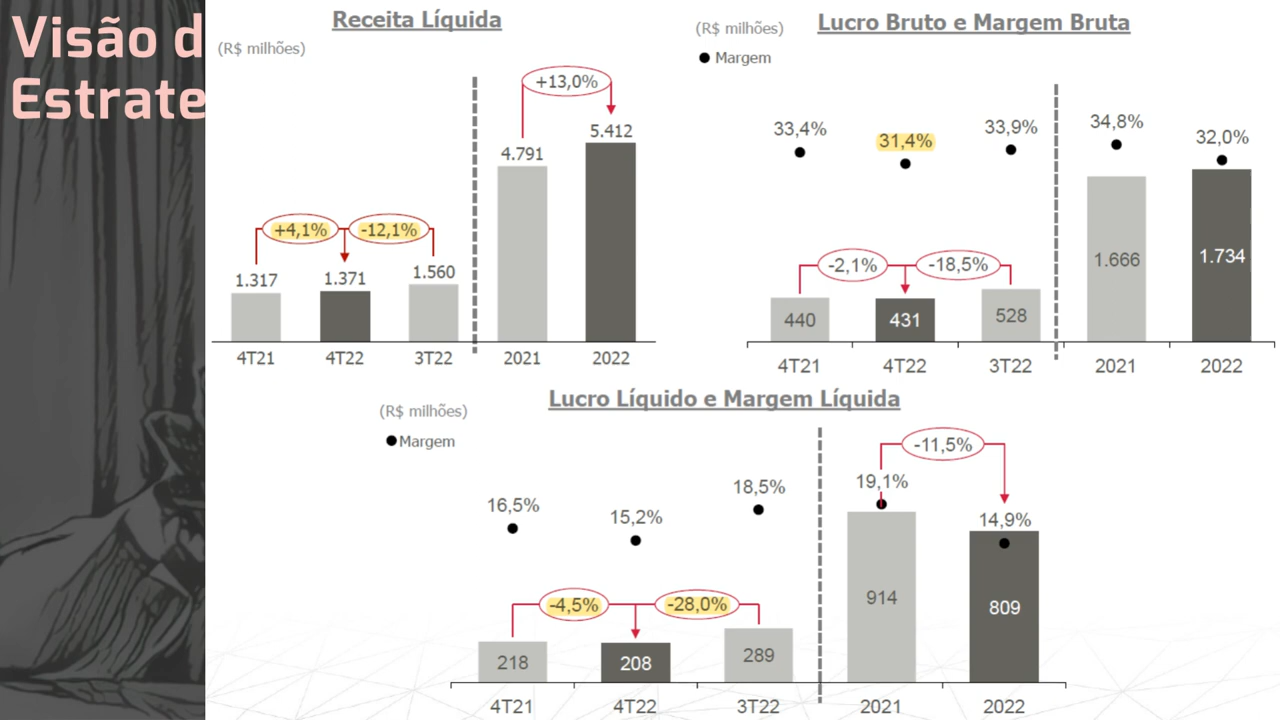 Visão d
Estrate
Receita Líquida
(R$ milhões)
+13,0%
5.412
4.791
+4,1%
-12,1%
1.317
1.371
1.560
4T21
4T22
3T22
2021
2022
Lucro Bruto e Margem Bruta
(R$ milhões)
Margem
33,4%
31,4%
33,9%
34,8%
32,0%
-2,1%
-18,5%
440
431
528
1.666
1.734
4T21
4T22
3T22
2021
2022
Lucro Líquido e Margem Líquida
(R$ milhões)
Margem
-11,5%
16,5%
15,2%
18,5%
19,1%
14,9%
-4,5%
-28,0%
218
208
289
914
809
4T21
4T22
3T22
2021
2022